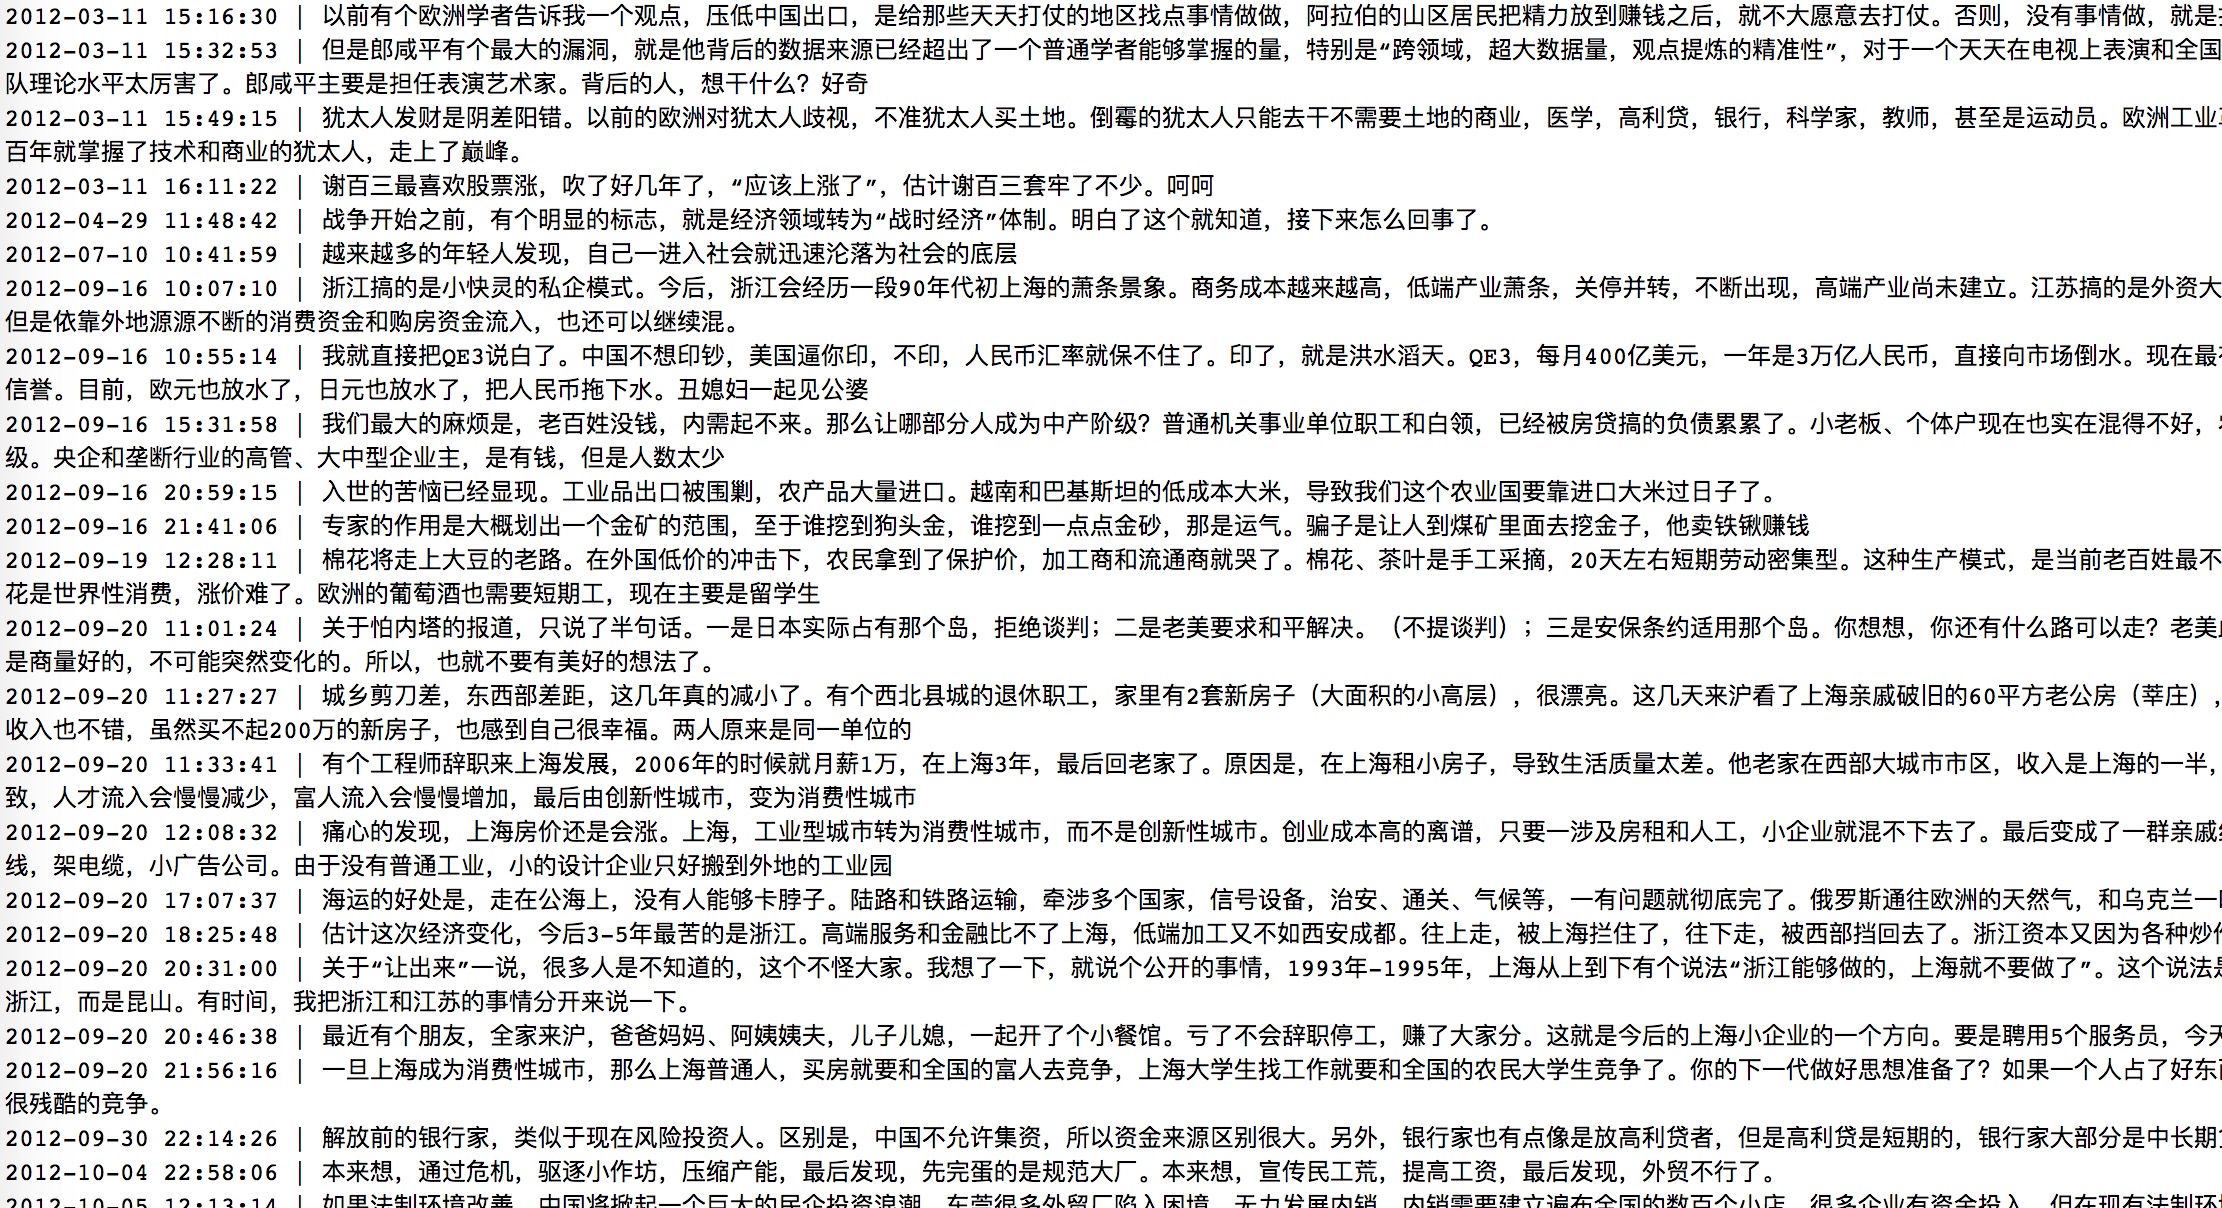 2012-03-11 15:16:30 | 以前有个欧洲学者告诉我一个观点，压低中国出口，是给那些天天打仗的地区找点事情做做，阿拉伯的山区居民把精力放到赚钱之后，就不大愿意去打仗。否则，没有事情做，就是
2012-03-11 15:32:53 | 但是郎咸平有个最大的漏洞，就是他背后的数据来源已经超出了一个普通学者能够掌握的量，特别是“跨领域，超大数据量，观点提炼的精准性”，对于一个天天在电视上表演和全国
队理论水平太厉害了。郎咸平主要是担任表演艺术家。背后的人，想干什么？好奇
2012-03-11 15:49:15 | 犹太人发财是阴差阳错。以前的欧洲对犹太人歧视，不准犹太人买土地。倒霉的犹太人只能去干不需要土地的商业，医学，高利贷，银行，科学家，教师，甚至是运动员。欧洲工业
百年就掌握了技术和商业的犹太人，走上了巅峰。
2012-03-11 16:11:22 | 谢百三最喜欢股票涨，吹了好几年了，“应该上涨了”，估计谢百三套牢了不少。呵呵
2012-04-29 11:48:42 | 战争开始之前，有个明显的标志，就是经济领域转为“战时经济”体制。明白了这个就知道，接下来怎么回事了。
2012-07-10 10:41:59 | 越来越多的年轻人发现，自己一进入社会就迅速沦落为社会的底层
2012-09-16 10:07:10 | 浙江搞的是小快灵的私企模式。今后，浙江会经历一段90年代初上海的萧条景象。商务成本越来越高，低端产业萧条，关停并转，不断出现，高端产业尚未建立。江苏搞的是外资大
但是依靠外地源源不断的消费资金和购房资金流入，也还可以继续混。
2012-09-16 10:55:14 | 我就直接把QE3说白了。中国不想印钞，美国逼你印，不印，人民币汇率就保不住了。印了，就是洪水滔天。QE3，每月400亿美元，一年是3万亿人民币，直接向市场倒水。现在最
信誉。目前，欧元也放水了，日元也放水了，把人民币拖下水。丑媳妇一起见公婆
2012-09-16 15:31:58 | 我们最大的麻烦是，老百姓没钱，内需起不来。那么让哪部分人成为中产阶级？普通机关事业单位职工和白领，已经被房贷搞的负债累累了。小老板、个体户现在也实在混得不好，
级。央企和垄断行业的高管、大中型企业主，是有钱，但是人数太少
2012-09-16 20:59:15 | 入世的苦恼已经显现。工业品出口被围剿，农产品大量进口。越南和巴基斯坦的低成本大米，导致我们这个农业国要靠进口大米过日子了。
2012-09-16 21:41:06 | 专家的作用是大概划出一个金矿的范围，至于谁挖到狗头金，谁挖到一点点金砂，那是运气。骗子是让人到煤矿里面去挖金子，他卖铁锹赚钱
2012-09-19 12:28:11 | 棉花将走上大豆的老路。在外国低价的冲击下，农民拿到了保护价，加工商和流通商就哭了。棉花、茶叶是手工采摘，20天左右短期劳动密集型。这种生产模式，是当前老百姓最不
花是世界性消费，涨价难了。欧洲的葡萄酒也需要短期工，现在主要是留学生
2012-09-20 11:01:24 | 关于怕内塔的报道，只说了半句话。一是日本实际占有那个岛，拒绝谈判；二是老美要求和平解决。（不提谈判）；三是安保条约适用那个岛。你想想，你还有什么路可以走？老美
是商量好的，不可能突然变化的。所以，也就不要有美好的想法了。
2012-09-20 11:27:27 | 城乡剪刀差，东西部差距，这几年真的减小了。有个西北县城的退休职工，家里有2套新房子（大面积的小高层），很漂亮。这几天来沪看了上海亲戚破旧的60平方老公房（莘庄），
收入也不错，虽然买不起200万的新房子，也感到自己很幸福。两人原来是同一单位的
2012-09-20 11:33:41 | 有个工程师辞职来上海发展，2006年的时候就月薪1万，在上海3年，最后回老家了。原因是，在上海租小房子，导致生活质量太差。他老家在西部大城市市区，收入是上海的一半，
致，人才流入会慢慢减少，富人流入会慢慢增加，最后由创新性城市，变为消费性城市
2012-09-20 12:08:32 | 痛心的发现，上海房价还是会涨。上海，工业型城市转为消费性城市，而不是创新性城市。创业成本高的离谱，只要一涉及房租和人工，小企业就混不下去了。最后变成了一群亲戚
线，架电缆，小广告公司。由于没有普通工业，小的设计企业只好搬到外地的工业园
2012-09-20 17:07:37 | 海运的好处是，走在公海上，没有人能够卡脖子。陆路和铁路运输，牵涉多个国家，信号设备，治安、通关、气候等，一有问题就彻底完了。俄罗斯通往欧洲的天然气，和乌克兰一
2012-09-20 18:25:48 | 估计这次经济变化，今后3-5年最苦的是浙江。高端服务和金融比不了上海，低端加工又不如西安成都。往上走，被上海拦住了，往下走，被西部挡回去了。浙江资本又因为各种炒
2012-09-20 20:31:00 | 关于“让出来”一说，很多人是不知道的，这个不怪大家。我想了一下，就说个公开的事情，1993年-1995年，上海从上到下有个说法“浙江能够做的，上海就不要做了”。这个说法
浙江，而是昆山。有时间，我把浙江和江苏的事情分开来说一下。
2012-09-20 20:46:38 | 最近有个朋友，全家来沪，爸爸妈妈、阿姨姨夫，儿子儿媳，一起开了个小餐馆。亏了不会辞职停工，赚了大家分。这就是今后的上海小企业的一个方向。要是聘用5个服务员，今天
2012-09-20 21:56:16 | 一旦上海成为消费性城市，那么上海普通人，买房就要和全国的富人去竞争，上海大学生找工作就要和全国的农民大学生竞争了。你的下一代做好思想准备了？如果一个人占了好东
很残酷的竞争。
2012-09-30 22:14:26 | 解放前的银行家，类似于现在风险投资人。区别是，中国不允许集资，所以资金来源区别很大。另外，银行家也有点像是放高利贷者，但是高利贷是短期的，银行家大部分是中长期
2012-10-04 22:58:06 | 本来想，通过危机，驱逐小作坊，压缩产能，最后发现，先完蛋的是规范大厂。本来想，宣传民工荒，提高工资，最后发现，外贸不行了。
2012-10-05 12:13:14 | 如果法制环境改善，中国将掀起一个巨大的民企投资浪潮。东莞很多外贸厂陷入困境，无力发展内销，内销需要建立遍布全国的数百个小店，很多企业有资金投入，但在现有法制环